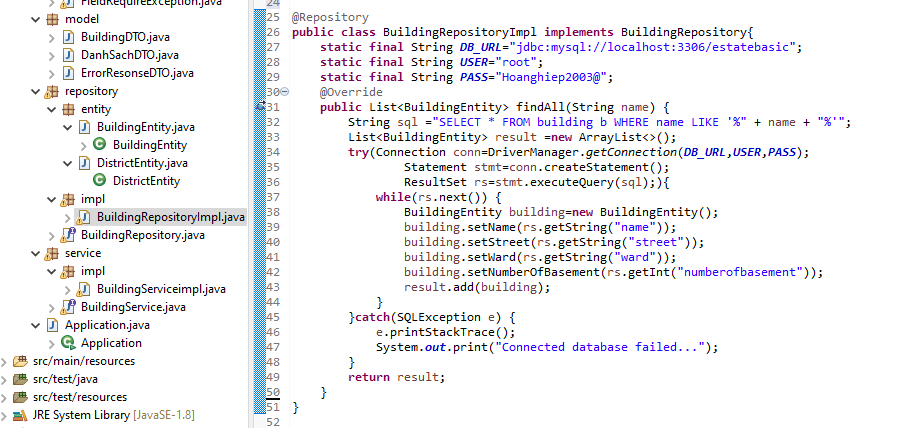 FieldRequireException.java
model
BuildingDTO.java
DanhSachDTO.java
ErrorResonseDTO.java
repository
entity
BuildingEntity.java
BuildingEntity
DistrictEntity.java
DistrictEntity
impl
BuildingRepositoryImpl.java
BuildingRepository.java
service
impl
BuildingServiceimpl.java
BuildingService.java
Application.java
Application
src/main/resources
src/test/java
src/test/resources
JRE System Library [JavaSE-1.8]
24
25 @Repository
26 public class BuildingRepositoryImpl implements BuildingRepository{
27 static final String DB_URL="jdbc:mysql://localhost:3306/estatebasic";
28 static final String USER="root";
29 static final String PASS="Hoanghiep2003@";
30 @Override
31 public List<BuildingEntity> findAll(String name) {
32 String sql ="SELECT * FROM building b WHERE name LIKE '%" + name + "%'";
33 List<BuildingEntity> result =new ArrayList<>();
34 try(Connection conn=DriverManager.getConnection(DB_URL,USER,PASS);
35 Statement stmt=conn.createStatement();
36 ResultSet rs=stmt.executeQuery(sql);){
37 while(rs.next()) {
38 BuildingEntity building=new BuildingEntity();
39 building.setName(rs.getString("name"));
40 building.setStreet(rs.getString("street"));
41 building.setWard(rs.getString("ward"));
42 building.setNumberOfBasement(rs.getInt("numberofbasement"));
43 result.add(building);
44 }
45 }catch(SQLException e) {
46 e.printStackTrace();
47 System.out.print("Connected database failed...");
48 }
49 return result;
50 }
51 }
52